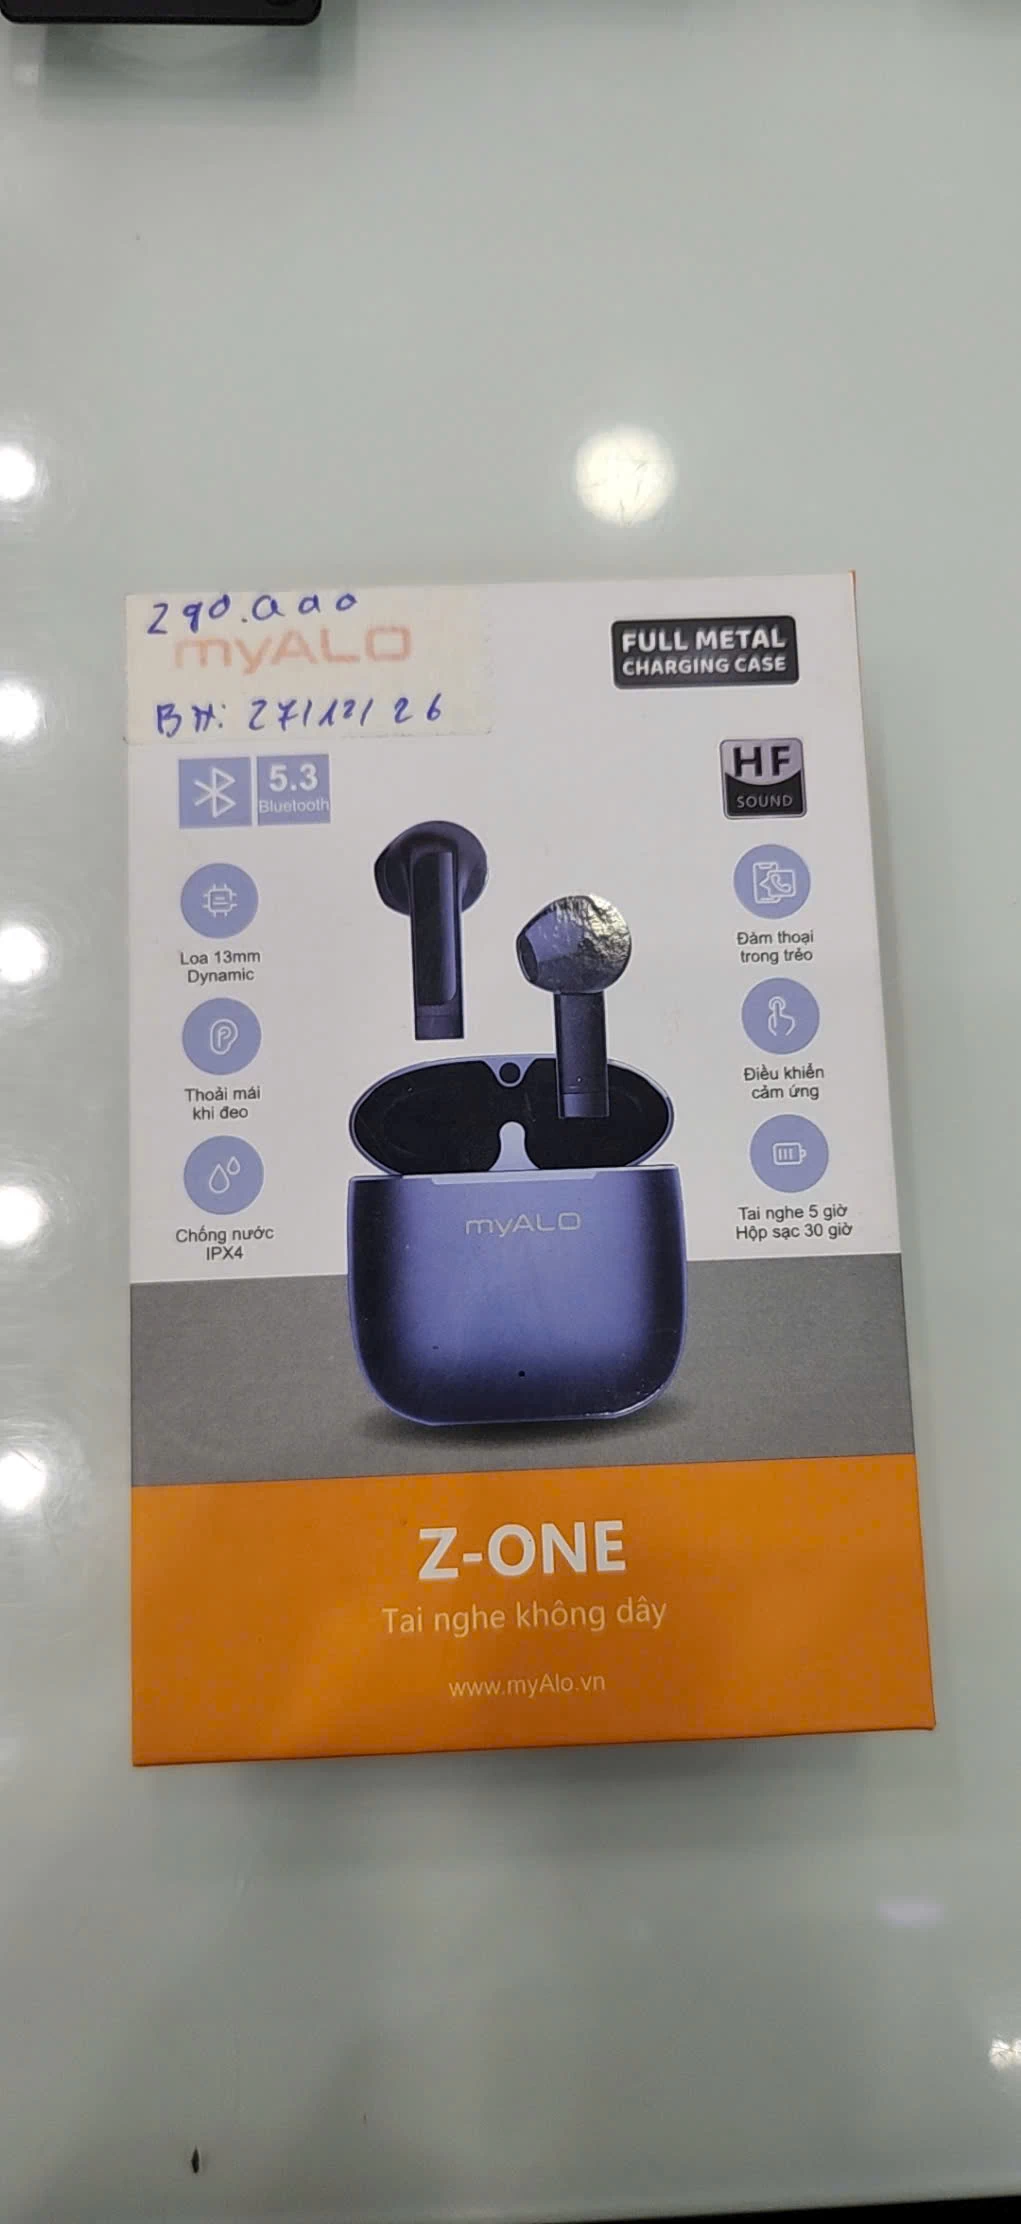 290.000
myALO
BH: 27/12/26
FULL METAL
CHARGING CASE
5.3
Bluetooth
HF
SOUND
Loa 13mm
Dynamic
Thoải mái
khi đeo
Chống nước
IPX4
Đàm thoại
trong trẻo
Điều khiển
cảm ứng
Tai nghe 5 giờ
Hộp sạc 30 giờ
myALO
Z-ONE
Tai nghe không dây
www.myAlo.vn